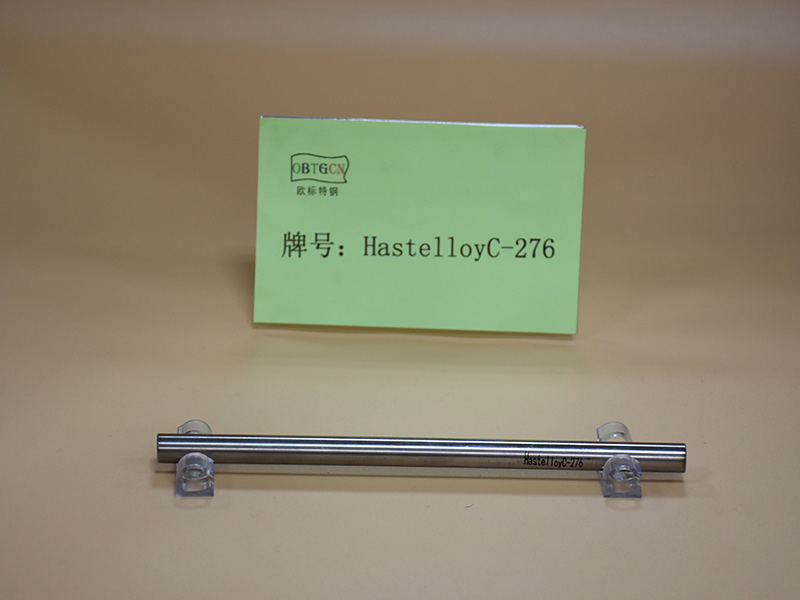 OBTGCN
欧标特钢
牌号：HastelloyC-276
HastelloyC-276